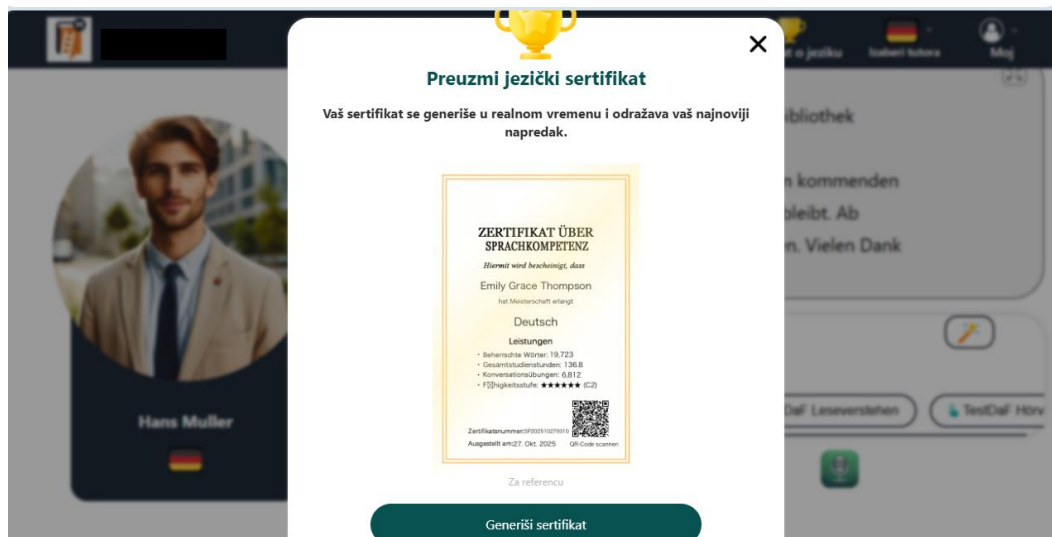 t o jeziku
Izaberi tutora
Moj
Preuzmi jezički sertifikat
Vaš sertifikat se generiše u realnom vremenu i odražava vaš najnoviji
napredak.
ZERTIFIKAT ÜBER
SPRACHKOMPETENZ
Hiermit wird bescheinigt, dass
Emily Grace Thompson
hat Meisterschaft erlangt
Deutsch
Leistungen
• Beherrschte Wörter: 19,723
• Gesamtstudienstunden: 136.8
• Konversationsübungen: 6,812
• F▯▯higkeitsstufe: ★★★★★★ (C2)
Zertifikatsnummer:
Ausgestellt am:27. Okt. 2025
QR-Code scannen
Za referencu
Generiši sertifikat
Hans Muller
ibliothek
kommenden
bleibt. Ab
n. Vielen Dank
DaF Leseverstehen
TestDaF Hörv